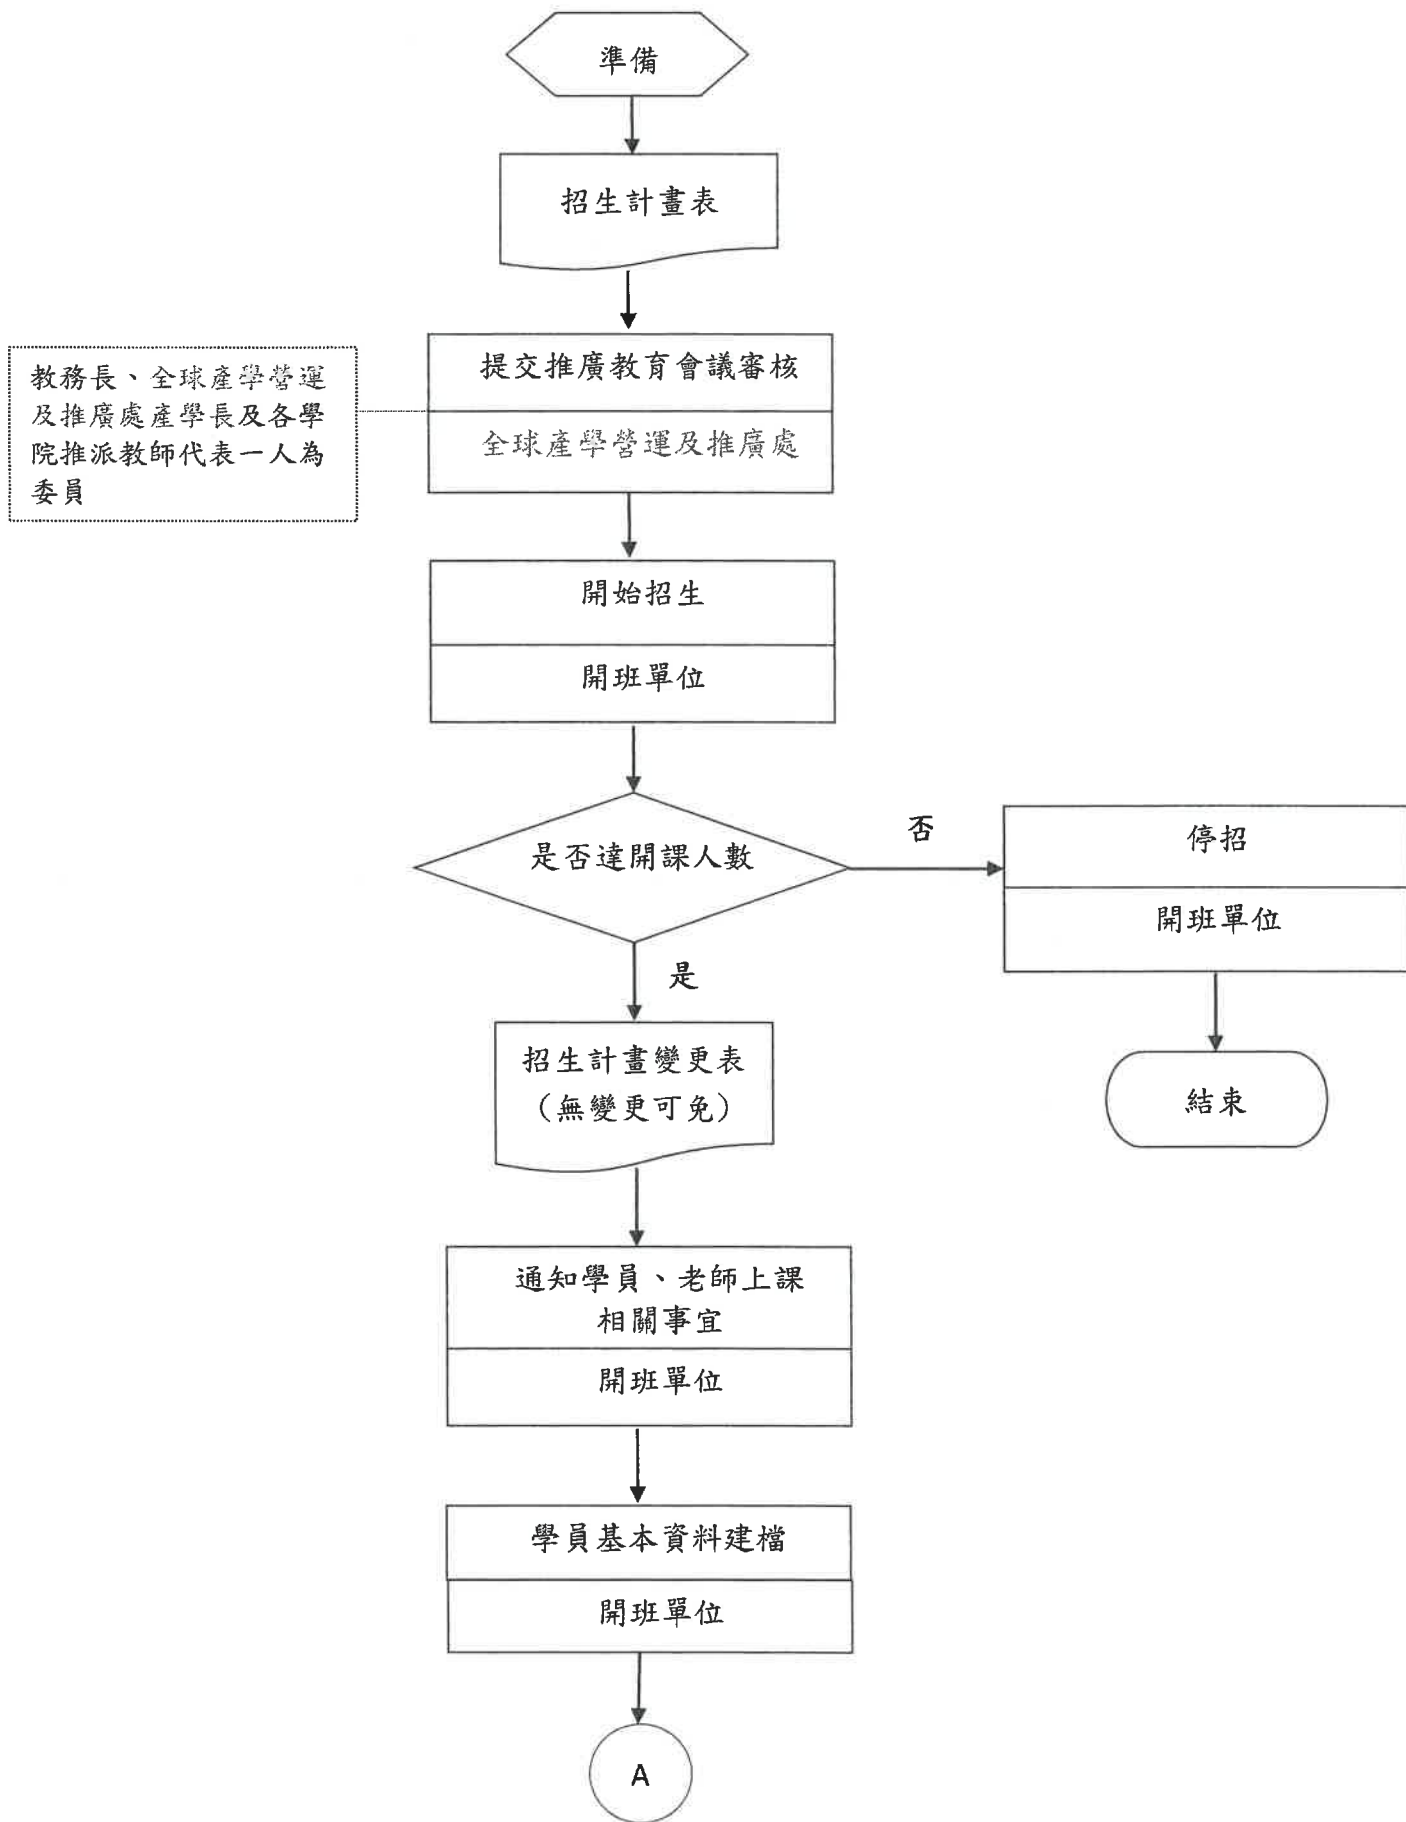 準備
招生計畫表
提交推廣教育會議審核
全球產學營運及推廣處
教務長、全球產學營運
及推廣處產學長及各學
院推派教師代表一人為
委員
開始招生
開班單位
是否達開課人數
否
停招
開班單位
結束
是
招生計畫變更表
（無變更可免）
通知學員、老師上課
相關事宜
開班單位
學員基本資料建檔
開班單位
A